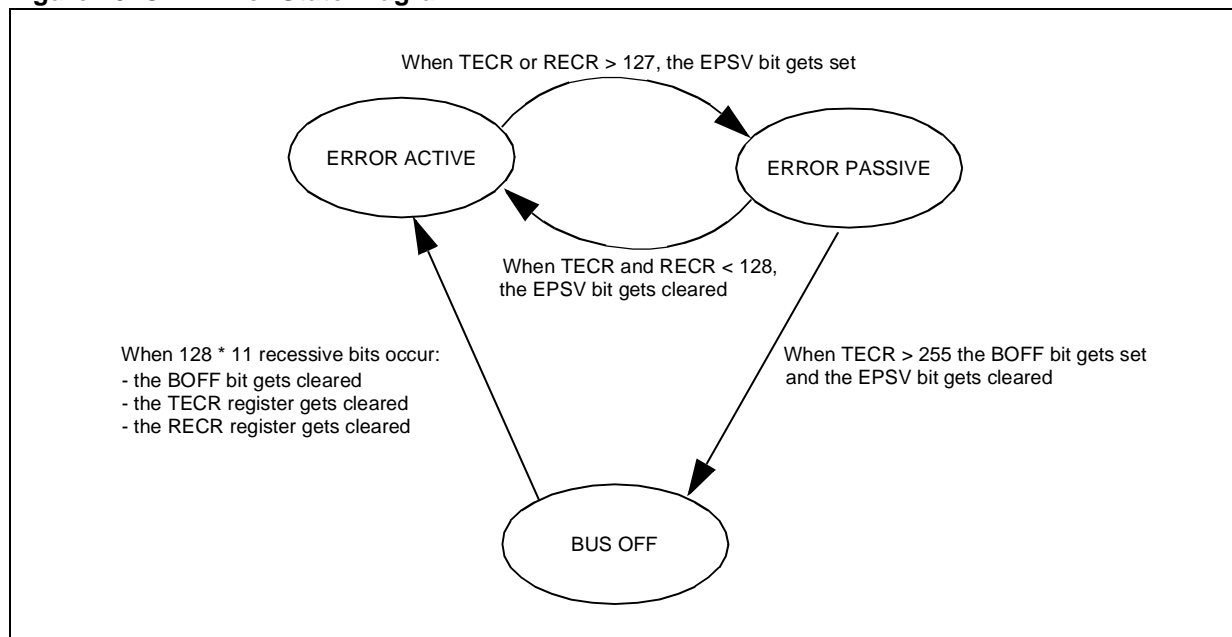 When TECR or RECR > 127, the EPSV bit gets set
ERROR ACTIVE
ERROR PASSIVE
When TECR and RECR < 128,
the EPSV bit gets cleared
When 128 * 11 recessive bits occur:
- the BOFF bit gets cleared
- the TECR register gets cleared
- the RECR register gets cleared
When TECR > 255 the BOFF bit gets set
and the EPSV bit gets cleared
BUS OFF